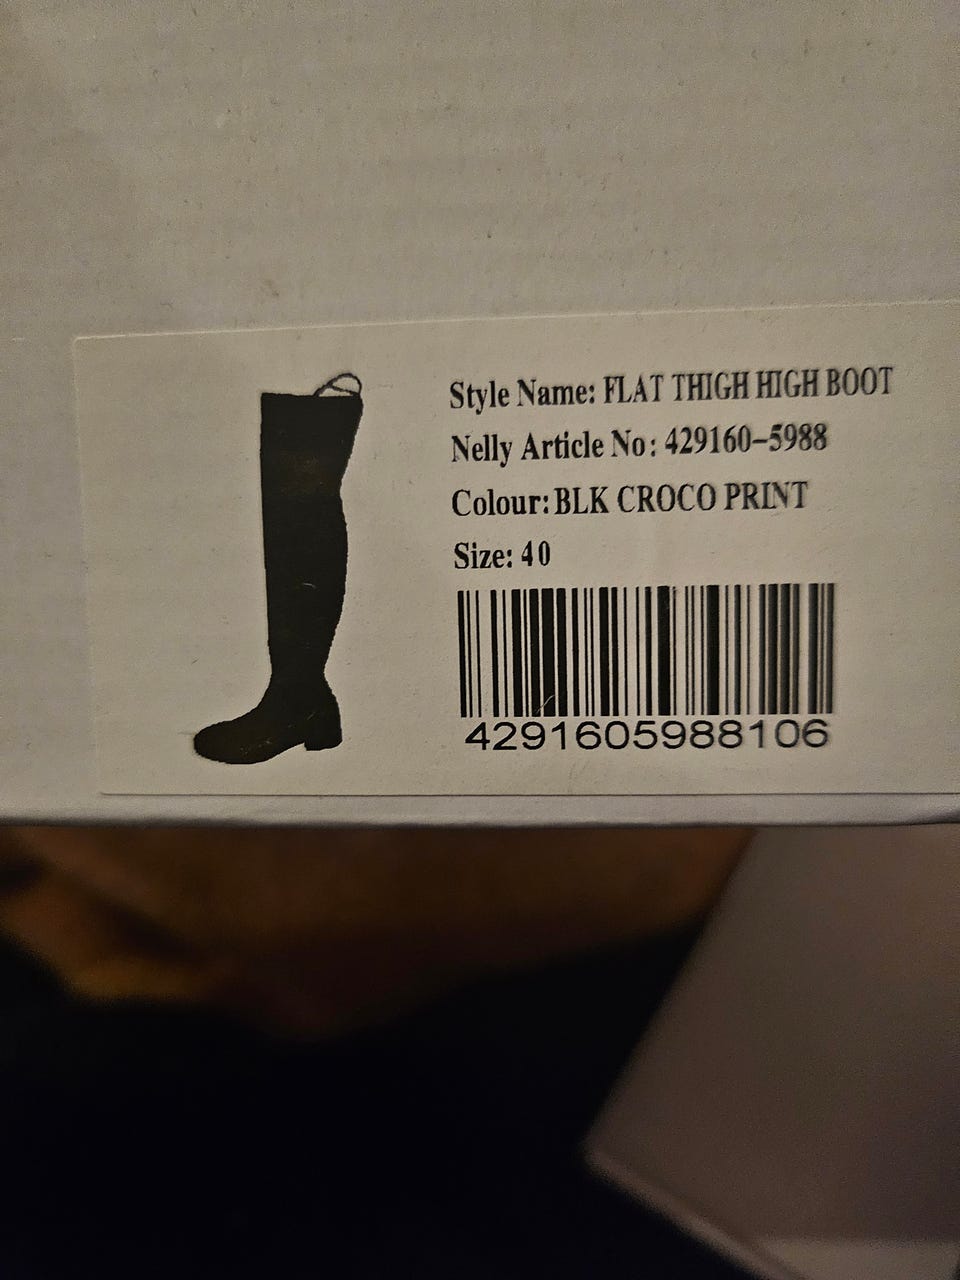 Style Name: FLAT THIGH HIGH BOOT
Nelly Article No: 429160-5988
Colour: BLK CROCO PRINT
Size: 40
4291605988106